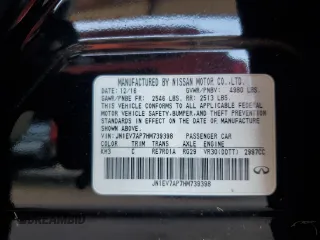 MANUFACTURED BY NISSAN MOTOR CO.,LTD.
DATE: 12/16 GVWR/PNBV: 4980 LBS.
GAWR/PNBE FR: 2546 LBS. RR: 2513 LBS.
THIS VEHICLE CONFORMS TO ALL APPLICABLE FEDERAL
MOTOR VEHICLE SAFETY,BUMPER,AND THEFT PREVENTION
STANDARDS IN EFFECT ON THE DATE OF MANUFACTURE
SHOWN ABOVE.
VIN: JN1EV7AP7HM739398 PASSENGER CAR
COLOR TRIM TRANS AXLE ENGINE
KH3 C RE7R01A RG29 VR30(DDTT) 2997CC
JN1EV7AP7HM739398